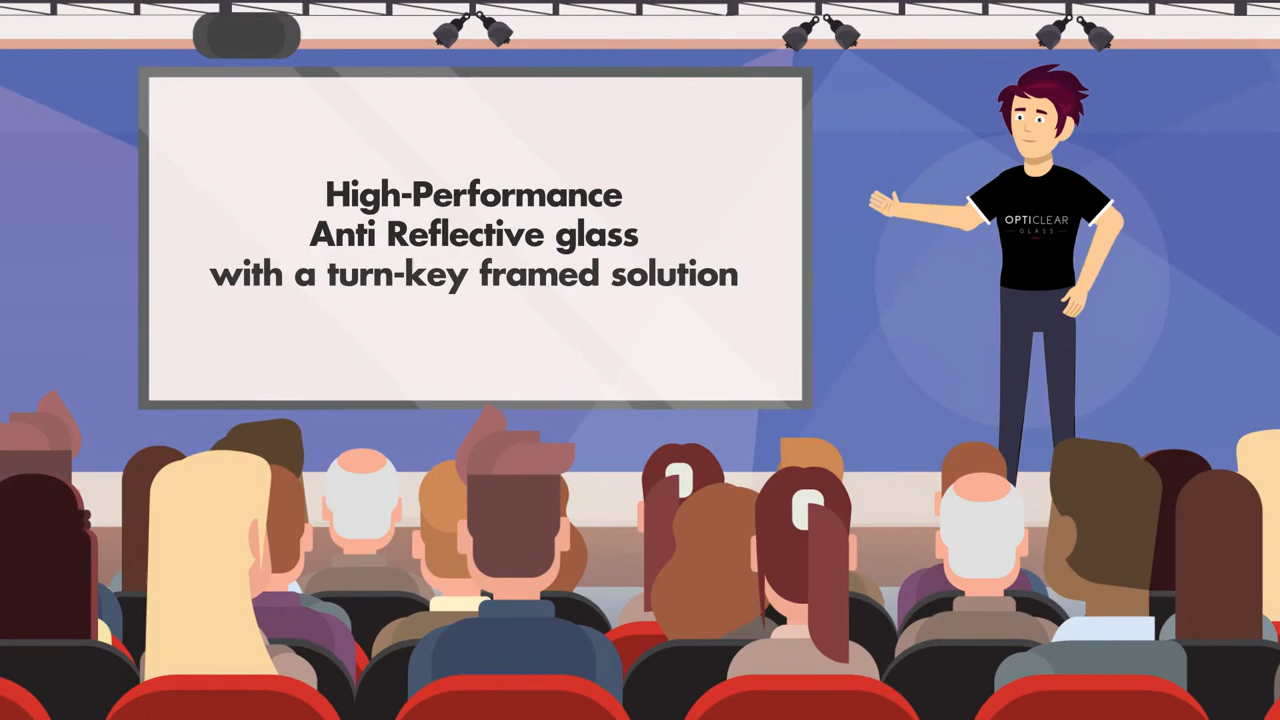 High-Performance
Anti Reflective glass
with a turn-key framed solution
OPTICLEAR
GLASS